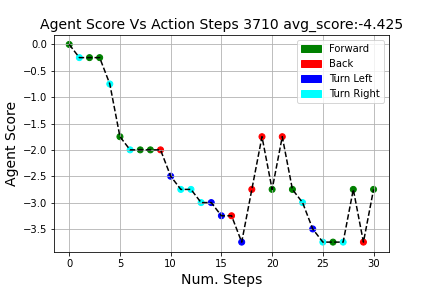 Agent Score Vs Action Steps 3710 avg_score:-4.425
Agent Score
0.0
−0.5
−1.0
−1.5
−2.0
−2.5
−3.0
−3.5
Forward
Back
Turn Left
Turn Right
0 5 10 15 20 25 30
Num. Steps